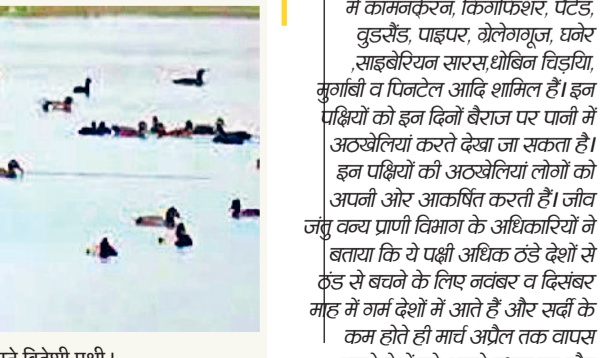 में कामनक्रेन, किंगफिशर, पेंटेड,
वुडसैंड, पाइपर, ग्रेलेगगूज, घनेर
,साइबेरियन सारस,धोबिन चिड़यिा,
मुर्गाबी व पिनटेल आदि शामिल हैं। इन
पक्षियों को इन दिनों बैराज पर पानी में
अठखेलियां करते देखा जा सकता है।
इन पक्षियों की अठखेलियां लोगों को
अपनी ओर आकर्षित करती हैं। जीव
जंतु वन्य प्राणी विभाग के अधिकारियों ने
बताया कि ये पक्षी अधिक ठंडे देशों से
ठंड से बचने के लिए नवंबर व दिसंबर
माह में गर्म देशों में आते हैं और सर्दी के
कम होते ही मार्च अप्रैल तक वापस
विदेशी पक्षी।